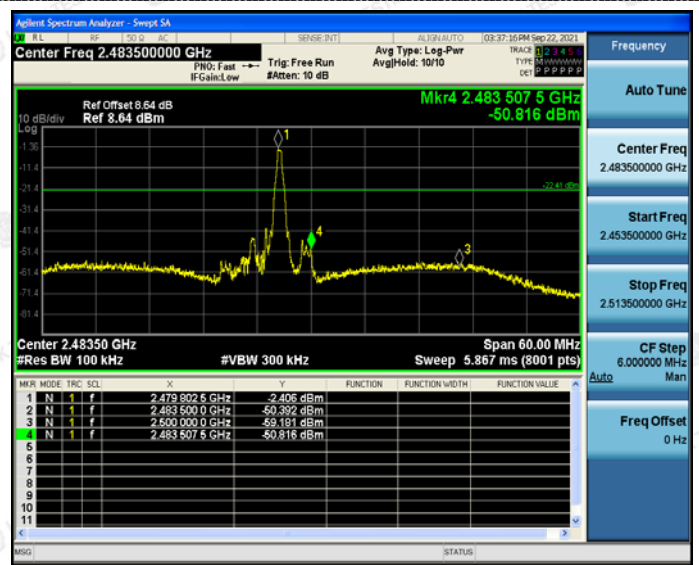 Agilent Spectrum Analyzer - Swept SA
RL RF 50 Ω AC SENSE:INT ALIGNAUTO 03:37:16PM Sep 22, 2021
Center Freq 2.483500000 GHz
PNO: Fast
IFGain:Low
Trig: Free Run
#Atten: 10 dB
Avg Type: Log-Pwr
Avg|Hold: 10/10
TRACE 1 2 3 4 5 6
TYPE MWWWWW
DET P P P P P P
Mkr4 2.483 507 5 GHz
-50.816 dBm
Ref Offset 8.64 dB
10 dB/div Ref 8.64 dBm
Log
-1.36
-11.4
-21.4
-31.4
-41.4
-51.4
-61.4
-71.4
-81.4
1
-22.41 dBm
4
3
Center 2.48350 GHz Span 60.00 MHz
#Res BW 100 kHz #VBW 300 kHz Sweep 5.867 ms (8001 pts)
MKR MODE TRC SCL X Y FUNCTION FUNCTION WIDTH FUNCTION VALUE
1 N 1 f 2.479 802 5 GHz -2.406 dBm
2 N 1 f 2.483 500 0 GHz -50.392 dBm
3 N 1 f 2.500 000 0 GHz -59.181 dBm
4 N 1 f 2.483 507 5 GHz -50.816 dBm
5
6
7
8
9
10
11
MSG STATUS
Frequency
Auto Tune
Center Freq
2.483500000 GHz
Start Freq
2.453500000 GHz
Stop Freq
2.513500000 GHz
CF Step
6.000000 MHz
Auto Man
Freq Offset
0 Hz